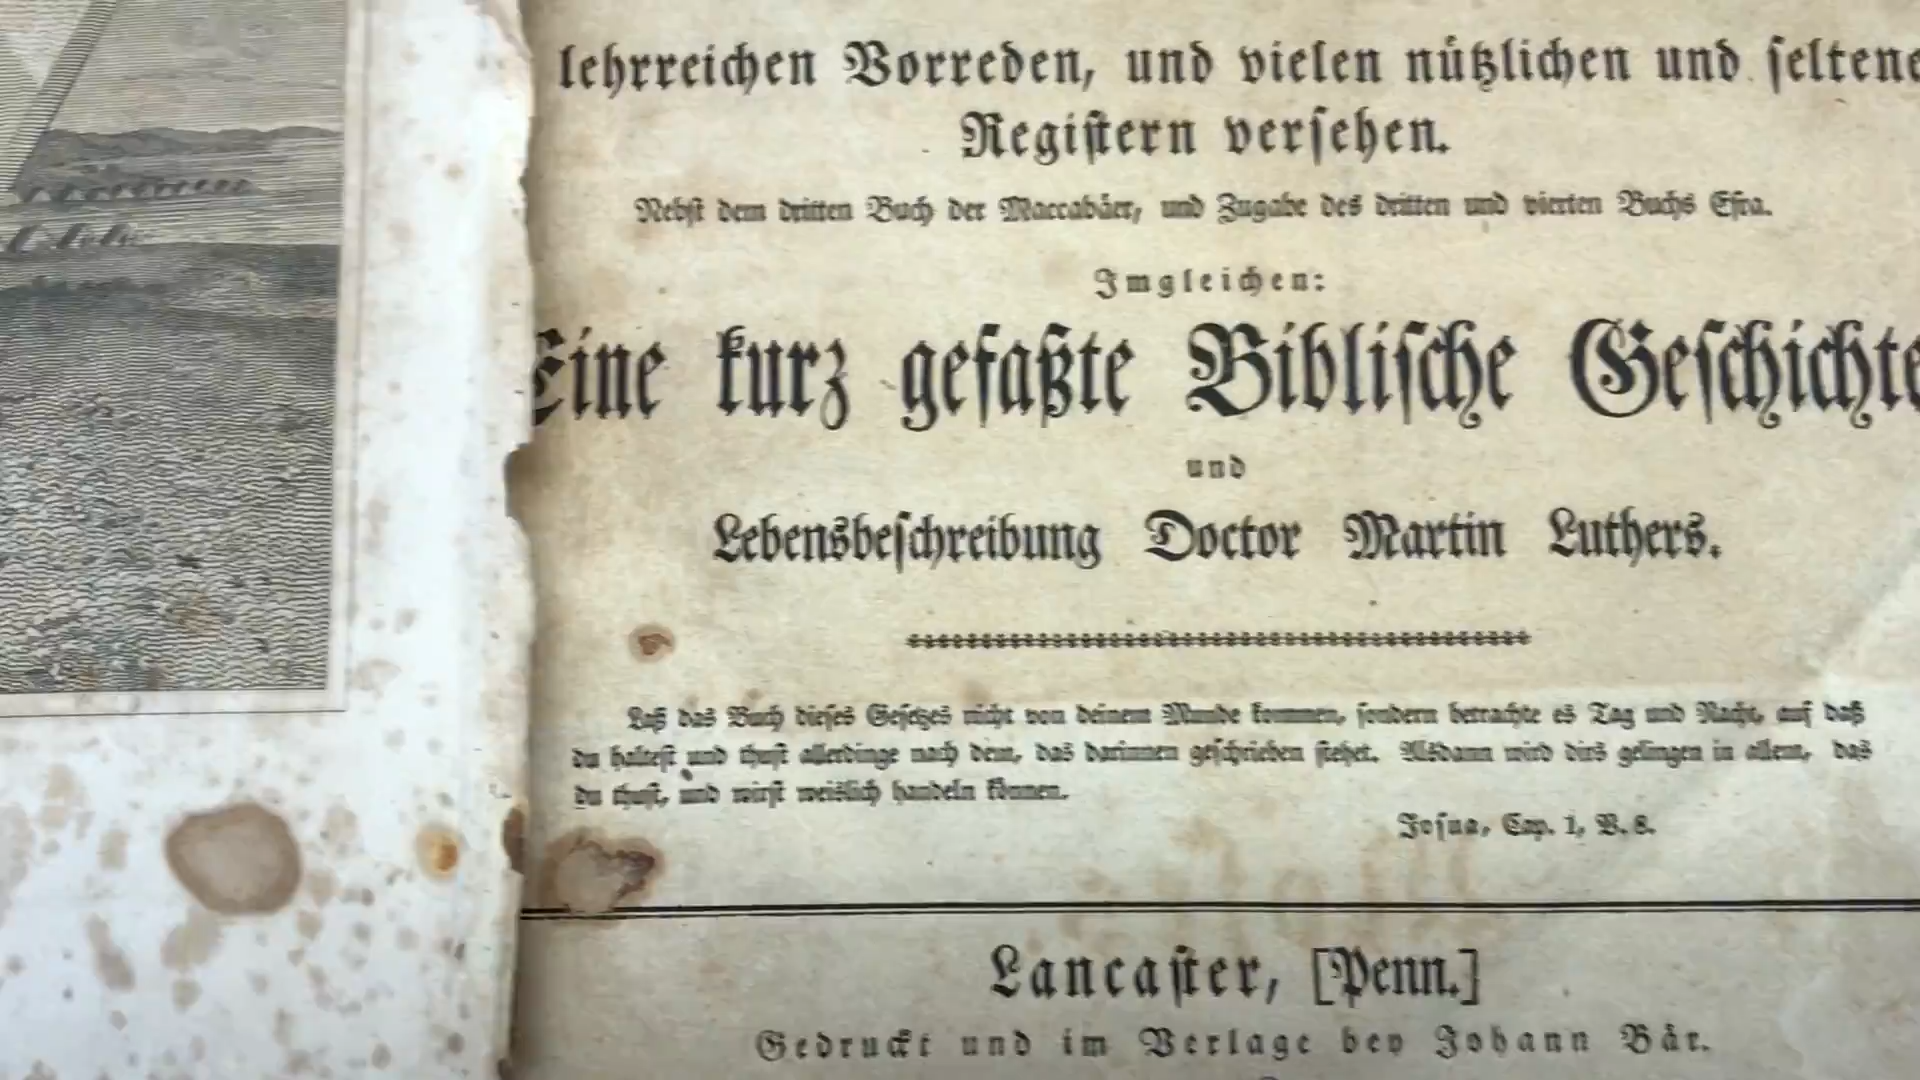 lehrreichen Vorreden, und vielen nützlichen und seltene
Registern versehen.
Nebst dem dritten Buch der Maccabäer, und Zugabe des dritten und vierten Buchs Esra.
Imgleichen:
Eine kurz gefaßte Biblische Geschichte
und
Lebensbeschreibung Doctor Martin Luthers.
Laß das Buch dieses Gesetzes nicht von deinem Munde kommen, sondern betrachte es Tag und Nacht, auf daß
du haltest und thust allerdinge nach dem, das darinnen geschrieben stehet. Alsdann wird dirs gelingen in allem, das
du thust, und wirst weislich handeln können.
Josua, Cap. 1, V. 8.
Lancaster, [Penn.]
Gedruckt und im Verlage bey Johann Bär.